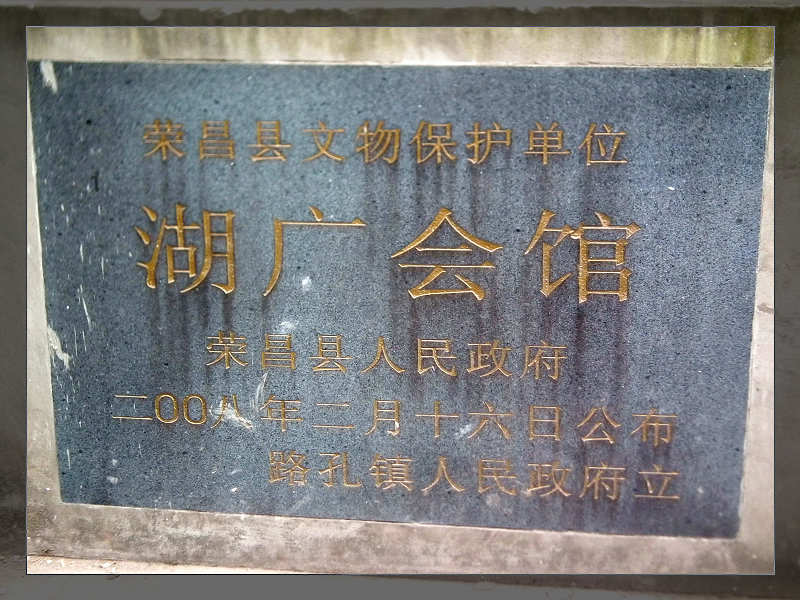 荣昌县文物保护单位
湖广会馆
荣昌县人民政府
二00八年二月十六日公布
路孔镇人民政府立